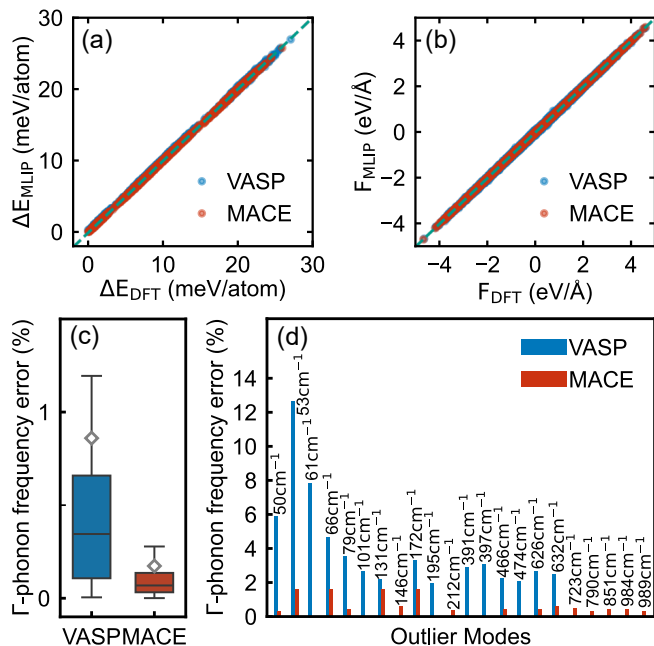 (a)
30
20
10
0
ΔE_MLIP (meV/atom)
VASP
MACE
0 10 20 30
ΔE_DFT (meV/atom)
(b)
4
2
0
−2
−4
F_MLIP (eV/Å)
VASP
MACE
−4 −2 0 2 4
F_DFT (eV/Å)
(c)
1
0
Γ-phonon frequency error (%)
VASP MACE
(d)
14
12
10
8
6
4
2
0
Γ-phonon frequency error (%)
VASP
MACE
50cm⁻¹
53cm⁻¹
61cm⁻¹
66cm⁻¹
79cm⁻¹
101cm⁻¹
131cm⁻¹
146cm⁻¹
172cm⁻¹
195cm⁻¹
212cm⁻¹
391cm⁻¹
397cm⁻¹
466cm⁻¹
474cm⁻¹
626cm⁻¹
632cm⁻¹
723cm⁻¹
790cm⁻¹
851cm⁻¹
984cm⁻¹
989cm⁻¹
Outlier Modes